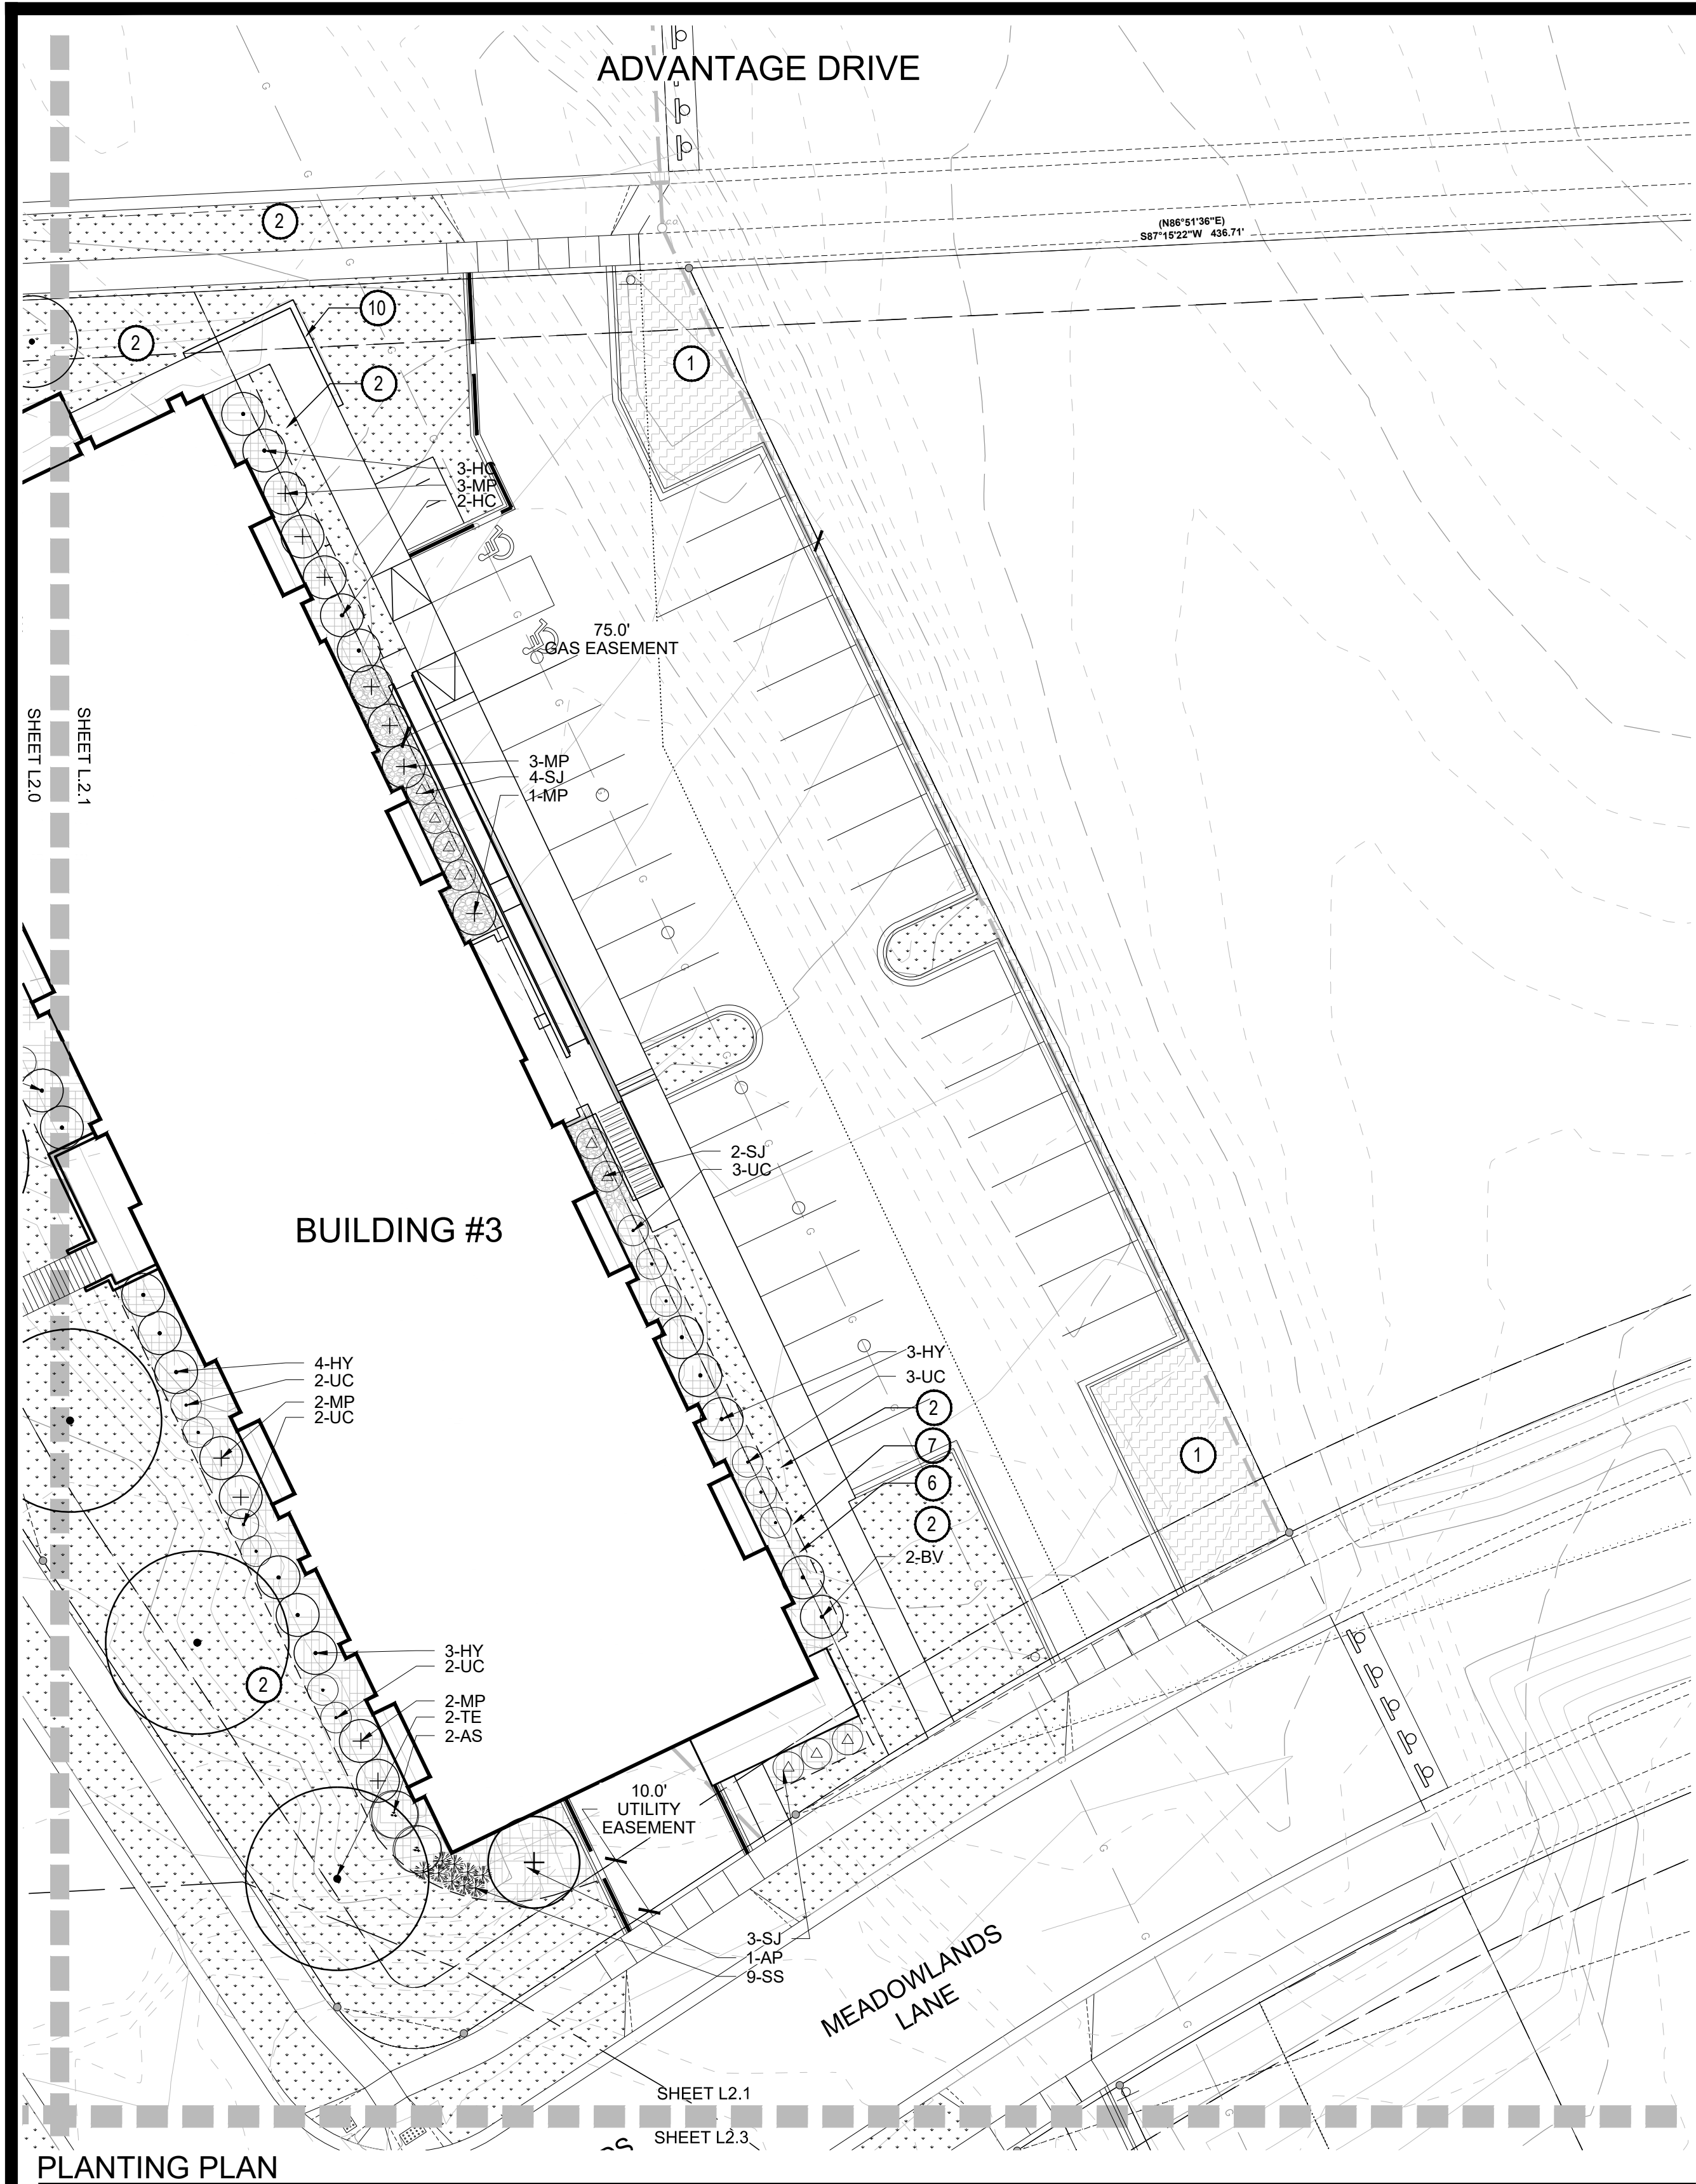 ADVANTAGE DRIVE
(N86°51'36"E)
S87°15'22"W 436.71'
2
10
2
1
2
3-HC
3-MP
2-HC
75.0'
GAS EASEMENT
SHEET L2.0
SHEET L2.1
3-MP
4-SJ
1-MP
2-SJ
3-UC
BUILDING #3
4-HY
2-UC
2-MP
2-UC
3-HY
3-UC
2
7
6
2
2-BV
1
3-HY
2-UC
2
2-MP
2-TE
2-AS
10.0'
UTILITY
EASEMENT
3-SJ
1-AP
9-SS
MEADOWLANDS
LANE
SHEET L2.1
SHEET L2.3
PLANTING PLAN